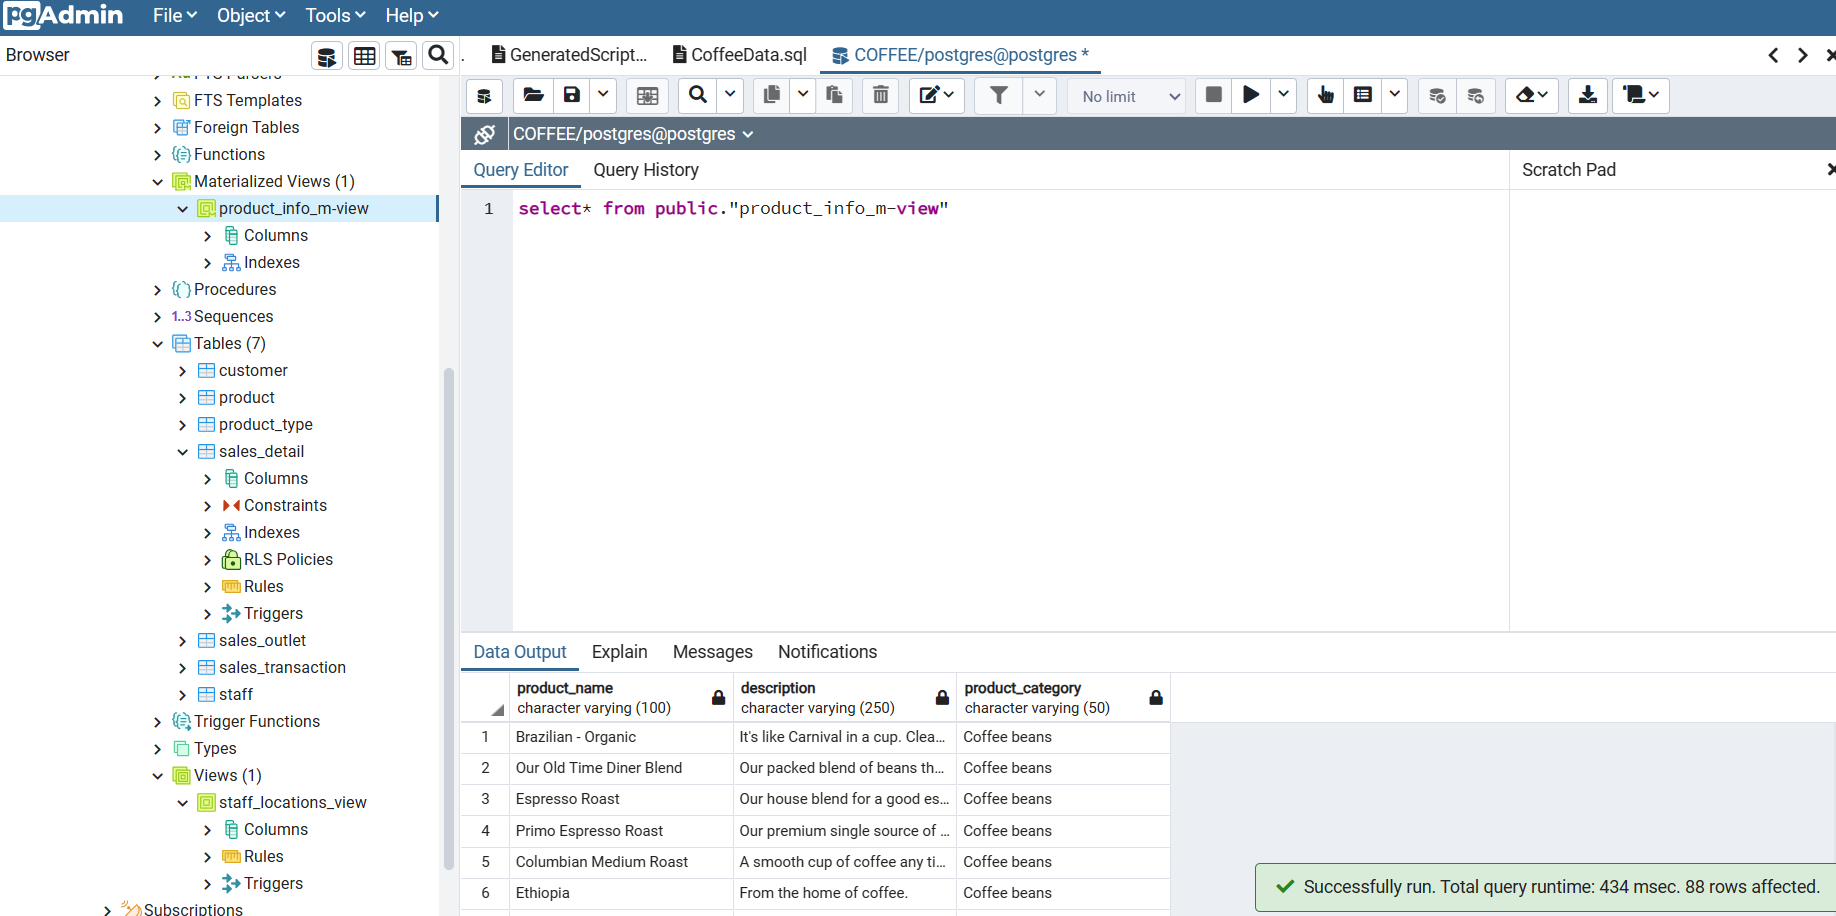 pgAdmin File Object Tools Help
Browser
. GeneratedScript... CoffeeData.sql COFFEE/postgres@postgres *
FTS Parsers
FTS Templates
Foreign Tables
Functions
Materialized Views (1)
product_info_m-view
Columns
Indexes
Procedures
1..3 Sequences
Tables (7)
customer
product
product_type
sales_detail
Columns
Constraints
Indexes
RLS Policies
Rules
Triggers
sales_outlet
sales_transaction
staff
Trigger Functions
Types
Views (1)
staff_locations_view
Columns
Rules
Triggers
Subscriptions
No limit
COFFEE/postgres@postgres
Query Editor Query History
Scratch Pad
1 select* from public."product_info_m-view"
Data Output Explain Messages Notifications
product_name description product_category
character varying (100) character varying (250) character varying (50)
1 Brazilian - Organic It's like Carnival in a cup. Clea... Coffee beans
2 Our Old Time Diner Blend Our packed blend of beans th... Coffee beans
3 Espresso Roast Our house blend for a good es... Coffee beans
4 Primo Espresso Roast Our premium single source of ... Coffee beans
5 Columbian Medium Roast A smooth cup of coffee any ti... Coffee beans
6 Ethiopia From the home of coffee. Coffee beans
Successfully run. Total query runtime: 434 msec. 88 rows affected.